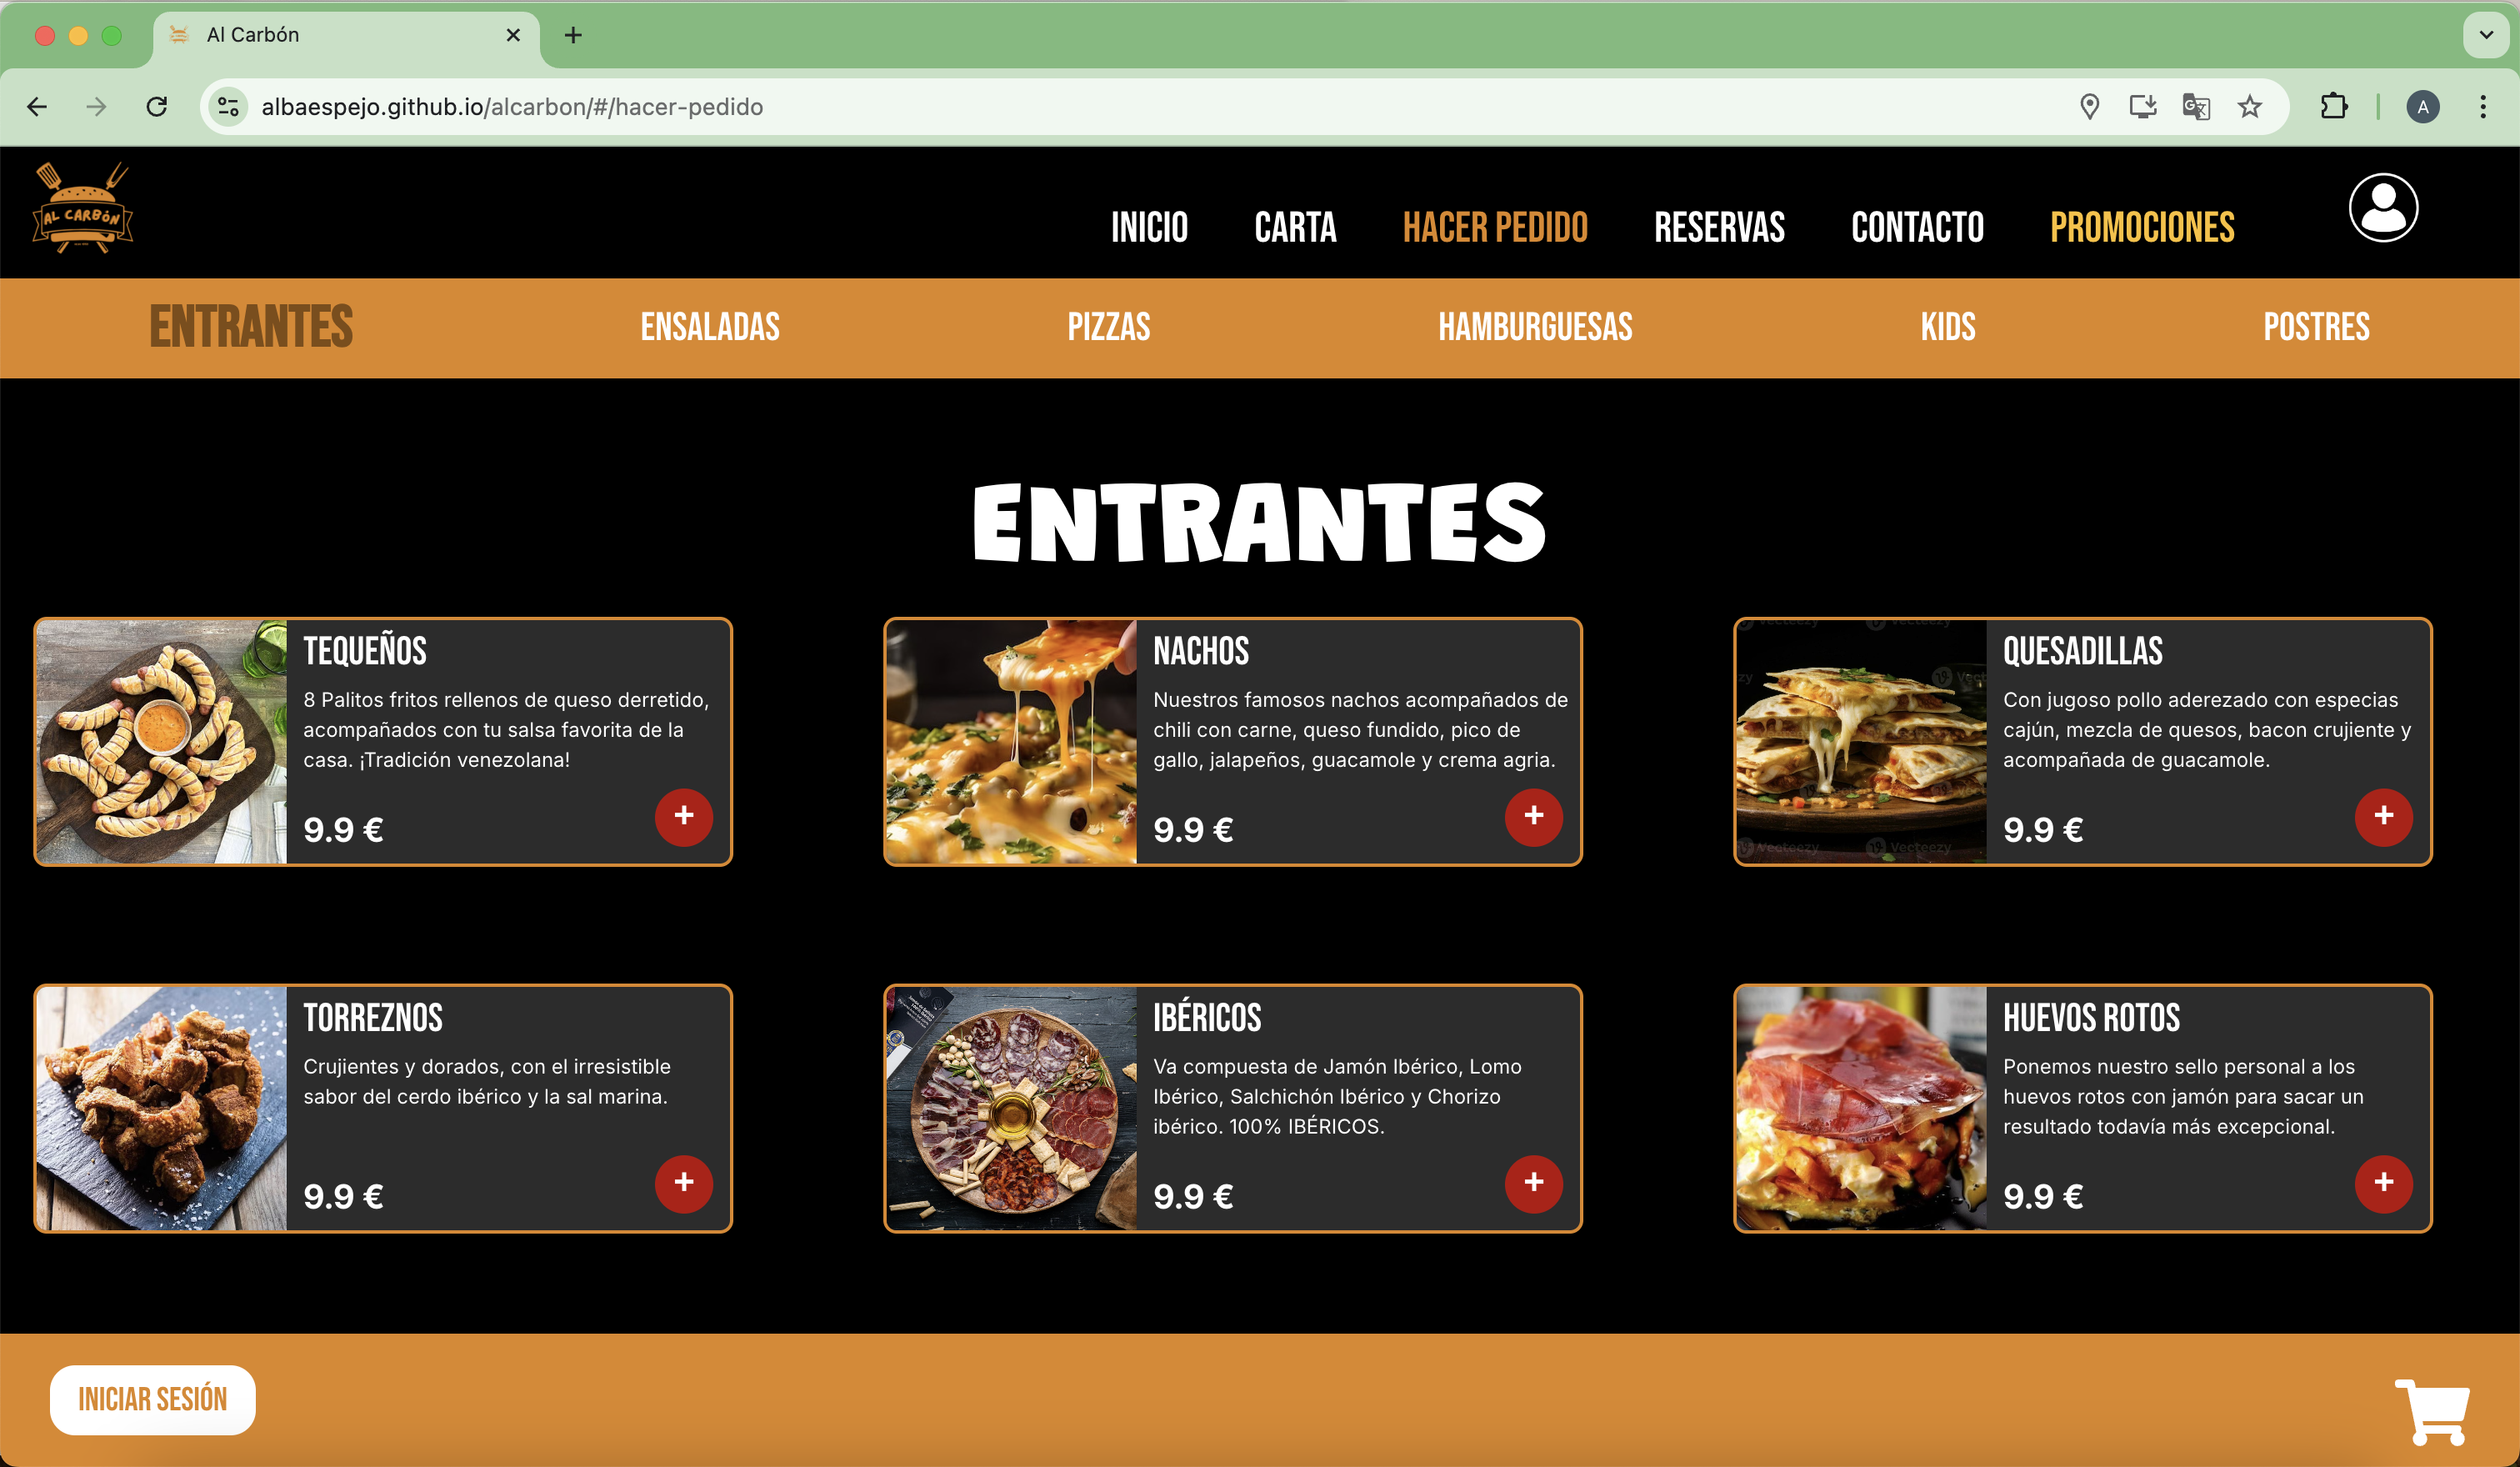 Al Carbón
albaespejo.github.io/alcarbon/#/hacer-pedido
A
AL CARBÓN
INICIO CARTA HACER PEDIDO RESERVAS CONTACTO PROMOCIONES
ENTRANTES ENSALADAS PIZZAS HAMBURGUESAS KIDS POSTRES
ENTRANTES
TEQUEÑOS
8 Palitos fritos rellenos de queso derretido,
acompañados con tu salsa favorita de la
casa. ¡Tradición venezolana!
9.9 €
+
NACHOS
Nuestros famosos nachos acompañados de
chili con carne, queso fundido, pico de
gallo, jalapeños, guacamole y crema agria.
9.9 €
+
Vecteezy
Vecteezy
QUESADILLAS
Con jugoso pollo aderezado con especias
cajún, mezcla de quesos, bacon crujiente y
acompañada de guacamole.
9.9 €
+
TORREZNOS
Crujientes y dorados, con el irresistible
sabor del cerdo ibérico y la sal marina.
9.9 €
+
IBÉRICOS
Va compuesta de Jamón Ibérico, Lomo
Ibérico, Salchichón Ibérico y Chorizo
ibérico. 100% IBÉRICOS.
9.9 €
+
HUEVOS ROTOS
Ponemos nuestro sello personal a los
huevos rotos con jamón para sacar un
resultado todavía más excepcional.
9.9 €
+
INICIAR SESIÓN